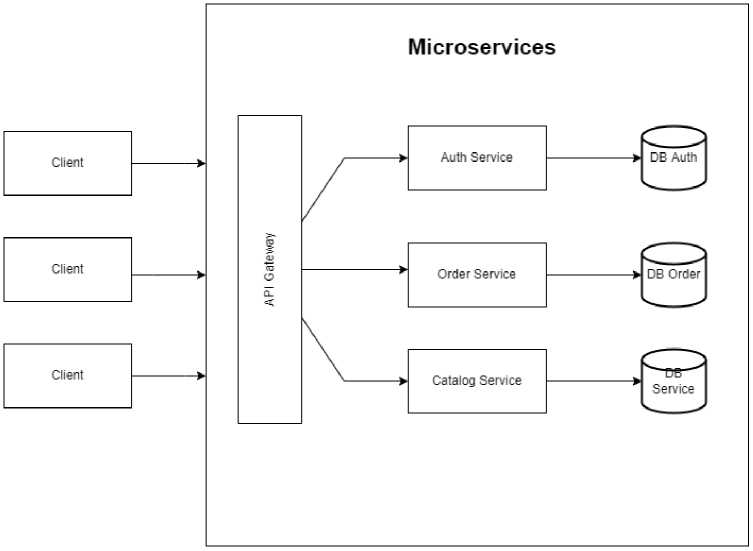 Microservices
Client
Client
Client
API Gateway
Auth Service
DB Auth
Order Service
DB Order
Catalog Service
DB
Service